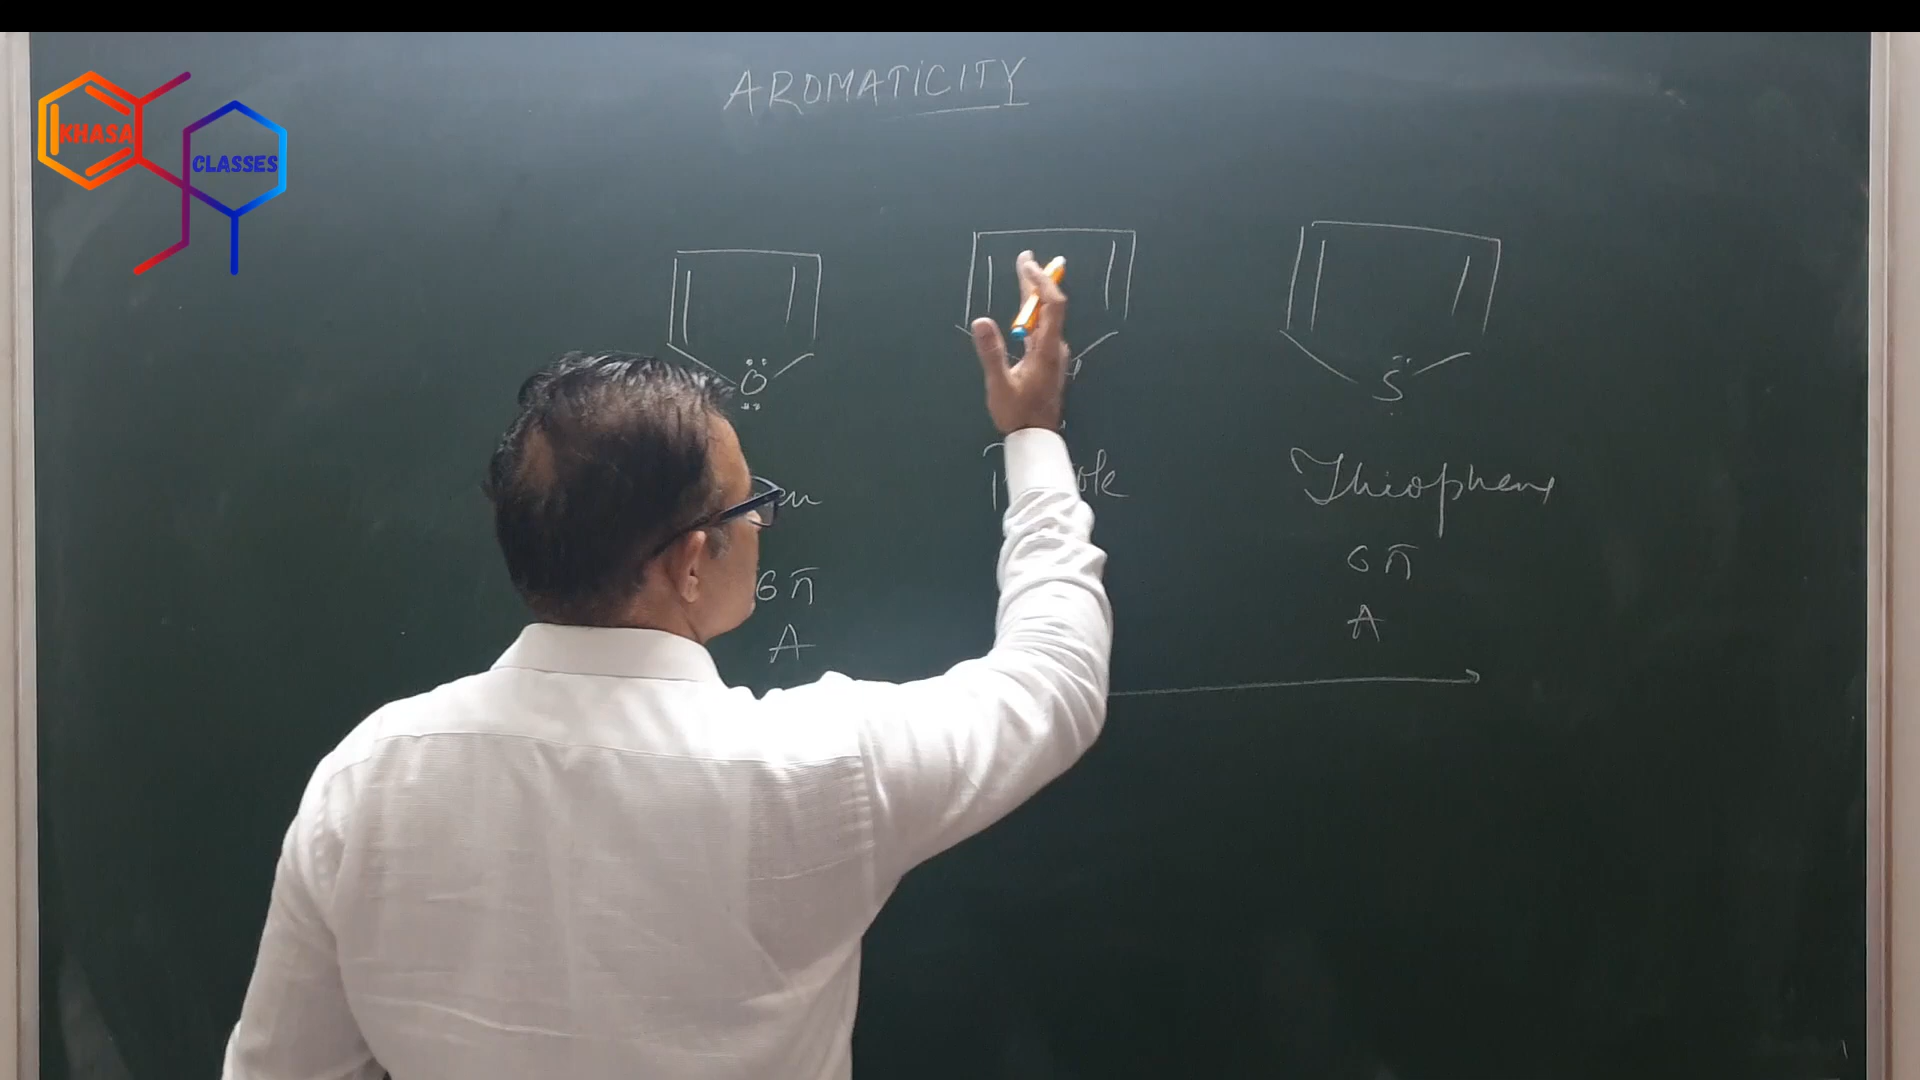 AROMATICITY
KHASA
CLASSES
O
S
Thiophene
6π
A
6π
A